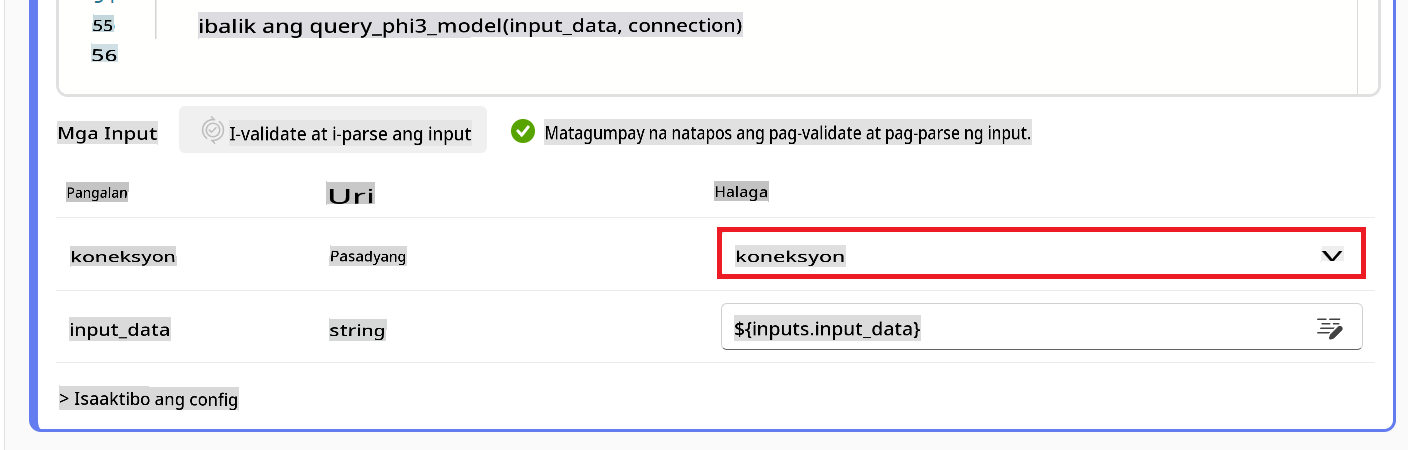 55 ibalik ang query_phi3_model(input_data, connection)
56
Mga Input I-validate at i-parse ang input Matagumpay na natapos ang pag-validate at pag-parse ng input.
Pangalan Uri Halaga
koneksyon Pasadyang koneksyon
input_data string ${inputs.input_data}
> Isaaktibo ang config